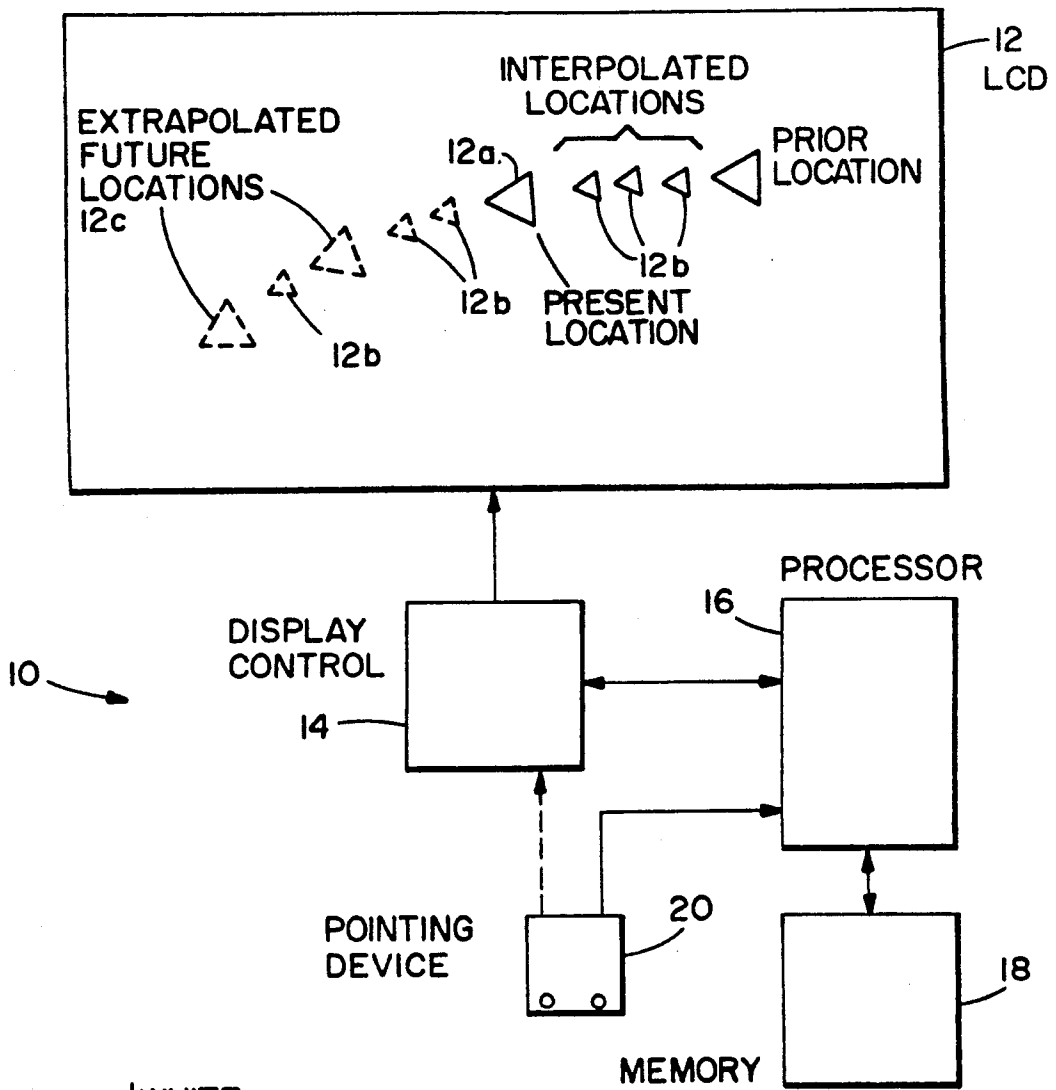 12
LCD
INTERPOLATED
LOCATIONS
EXTRAPOLATED
FUTURE
LOCATIONS
12c
12a
PRIOR
LOCATION
12b
12b
12b
PRESENT
LOCATION
PROCESSOR
16
DISPLAY
CONTROL
14
10
POINTING
DEVICE
20
18
MEMORY